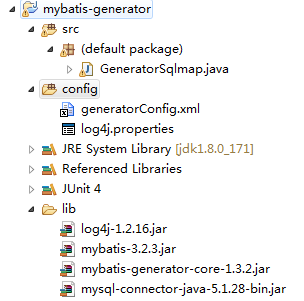 mybatis-generator
src
(default package)
GeneratorSqlmap.java
config
generatorConfig.xml
log4j.properties
JRE System Library [jdk1.8.0_171]
Referenced Libraries
JUnit 4
lib
log4j-1.2.16.jar
mybatis-3.2.3.jar
mybatis-generator-core-1.3.2.jar
mysql-connector-java-5.1.28-bin.jar